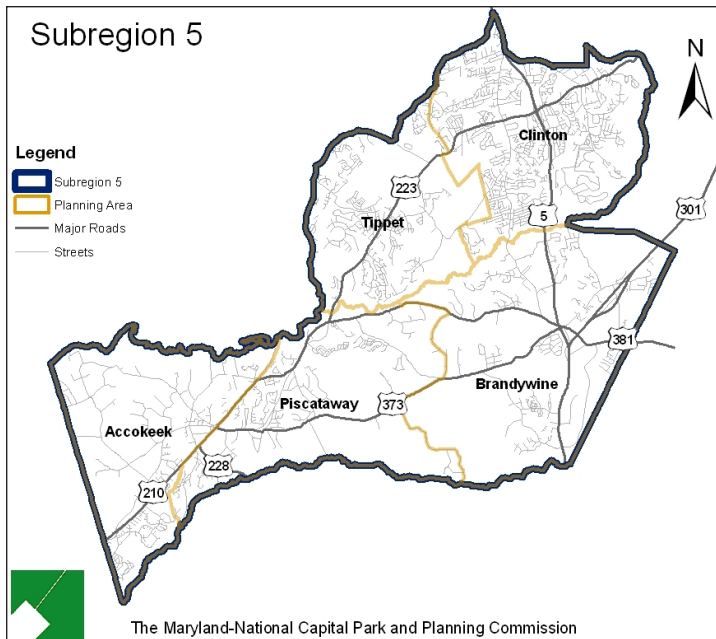 Subregion 5
N
Clinton
Legend
Subregion 5
Planning Area
Major Roads
Streets
223
301
5
Tippet
381
Brandywine
Piscataway
373
Accokeek
228
210
The Maryland-National Capital Park and Planning Commission